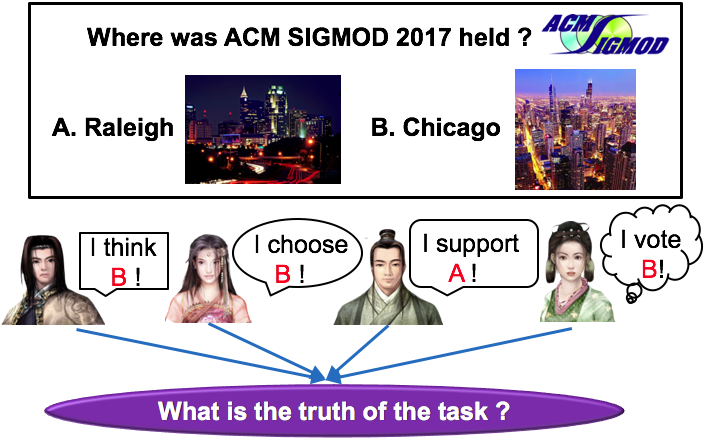 Where was ACM SIGMOD 2017 held ?
ACM
SIGMOD
A. Raleigh
B. Chicago
I think
B !
I choose
B !
I support
A !
I vote
B!
What is the truth of the task ?